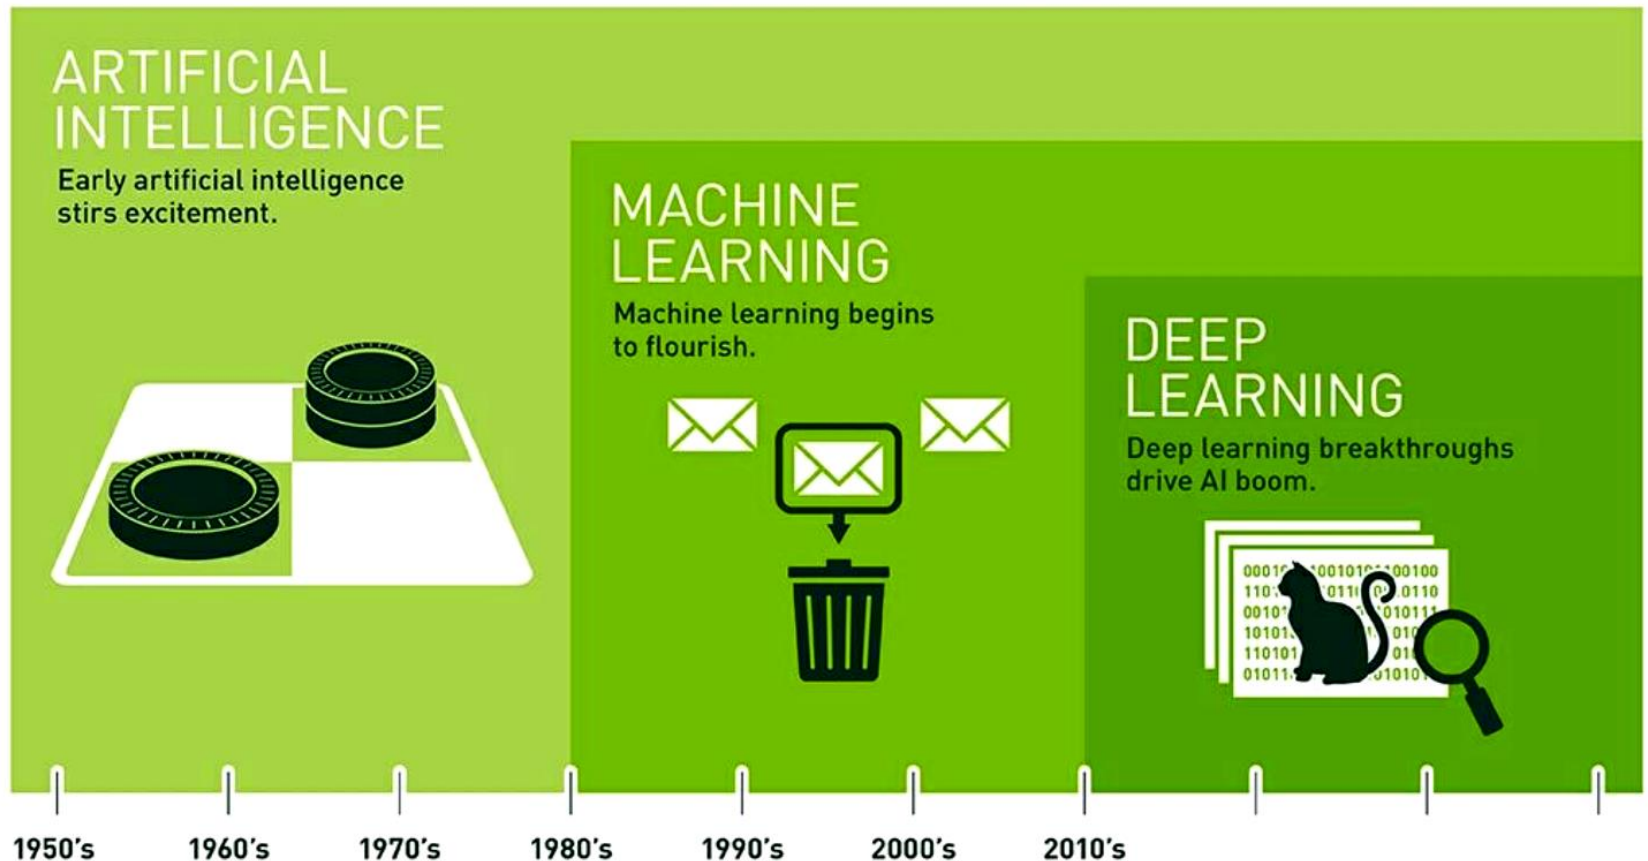 ARTIFICIAL
INTELLIGENCE
Early artificial intelligence
stirs excitement.
MACHINE
LEARNING
Machine learning begins
to flourish.
DEEP
LEARNING
Deep learning breakthroughs
drive AI boom.
1950's 1960's 1970's 1980's 1990's 2000's 2010's